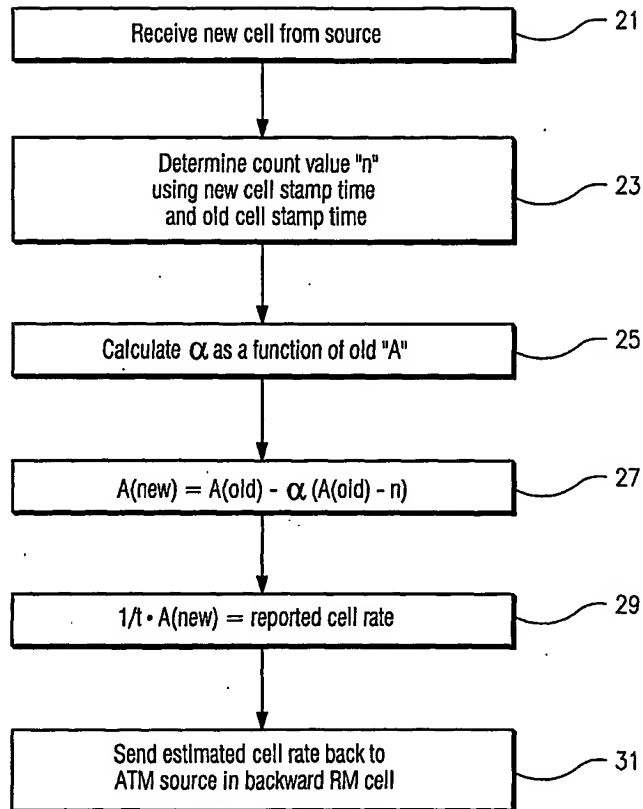 Receive new cell from source
21
Determine count value "n"
using new cell stamp time
and old cell stamp time
23
Calculate α as a function of old "A"
25
A(new) = A(old) - α (A(old) - n)
27
1/t • A(new) = reported cell rate
29
Send estimated cell rate back to
ATM source in backward RM cell
31